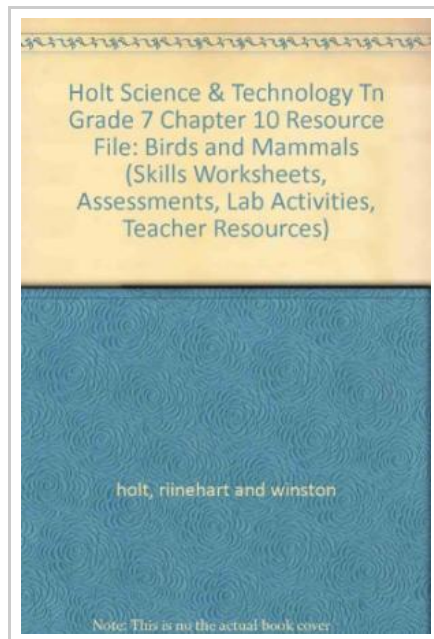 Holt Science & Technology Tn
Grade 7 Chapter 10 Resource
File: Birds and Mammals
(Skills Worksheets,
Assessments, Lab Activities,
Teacher Resources)
holt, riinehart and winston
Note: This is no the actual book cover